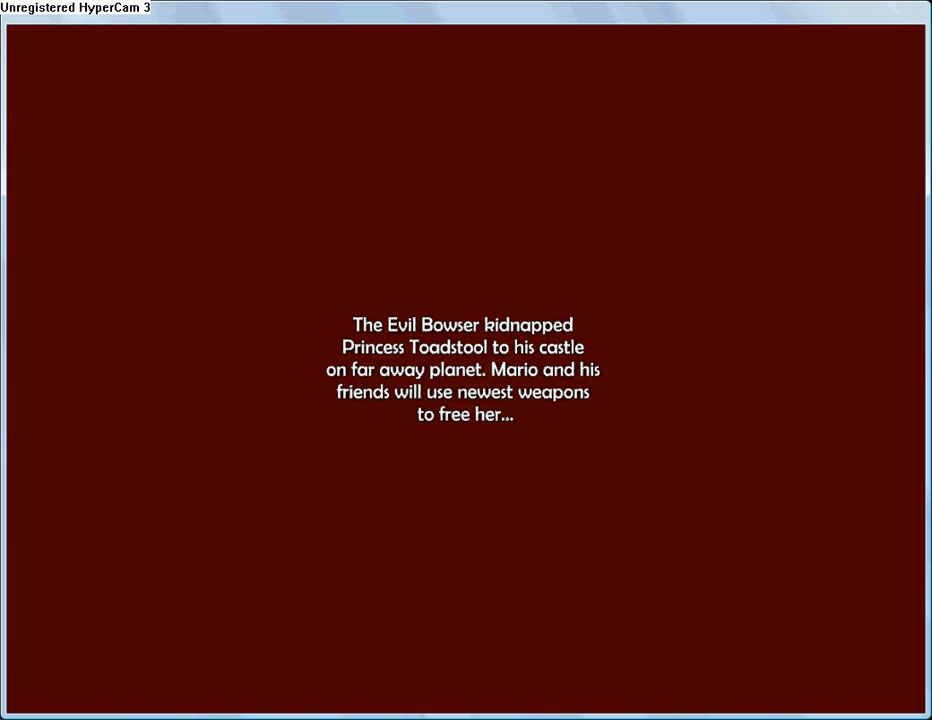 Unregistered HyperCam 3
The Evil Bowser kidnapped
Princess Toadstool to his castle
on far away planet. Mario and his
friends will use newest weapons
to free her...